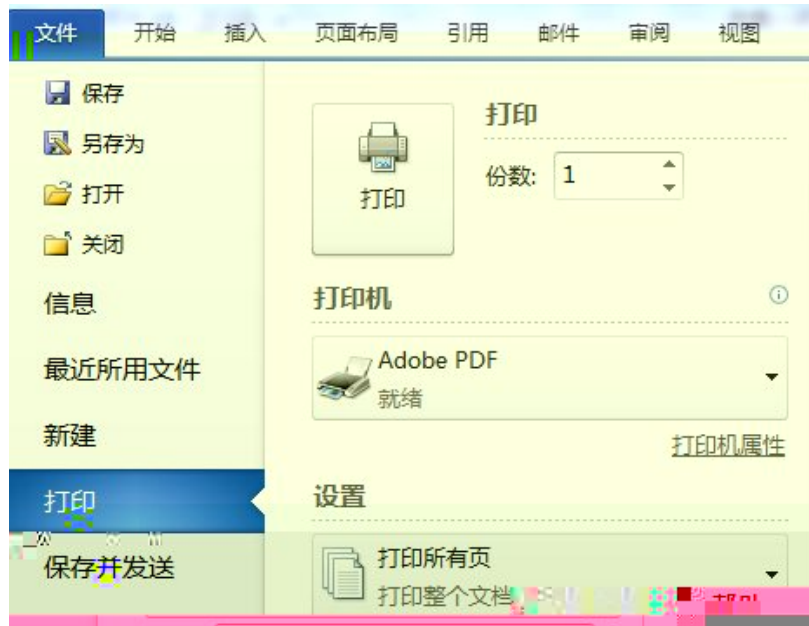 文件 开始 插入 页面布局 引用 邮件 审阅 视图
保存
另存为
打开
关闭
信息
最近所用文件
新建
打印
保存并发送
打印
打印
份数: 1
打印机
Adobe PDF
就绪
打印机属性
设置
打印所有页
打印整个文档